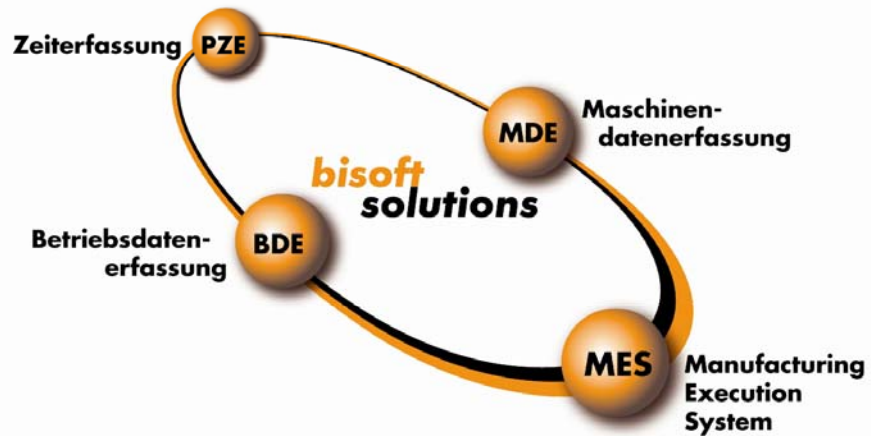 Zeiterfassung
PZE
MDE
Maschinen-
datenerfassung
bisoft
solutions
Betriebsdaten-
erfassung
BDE
MES
Manufacturing
Execution
System